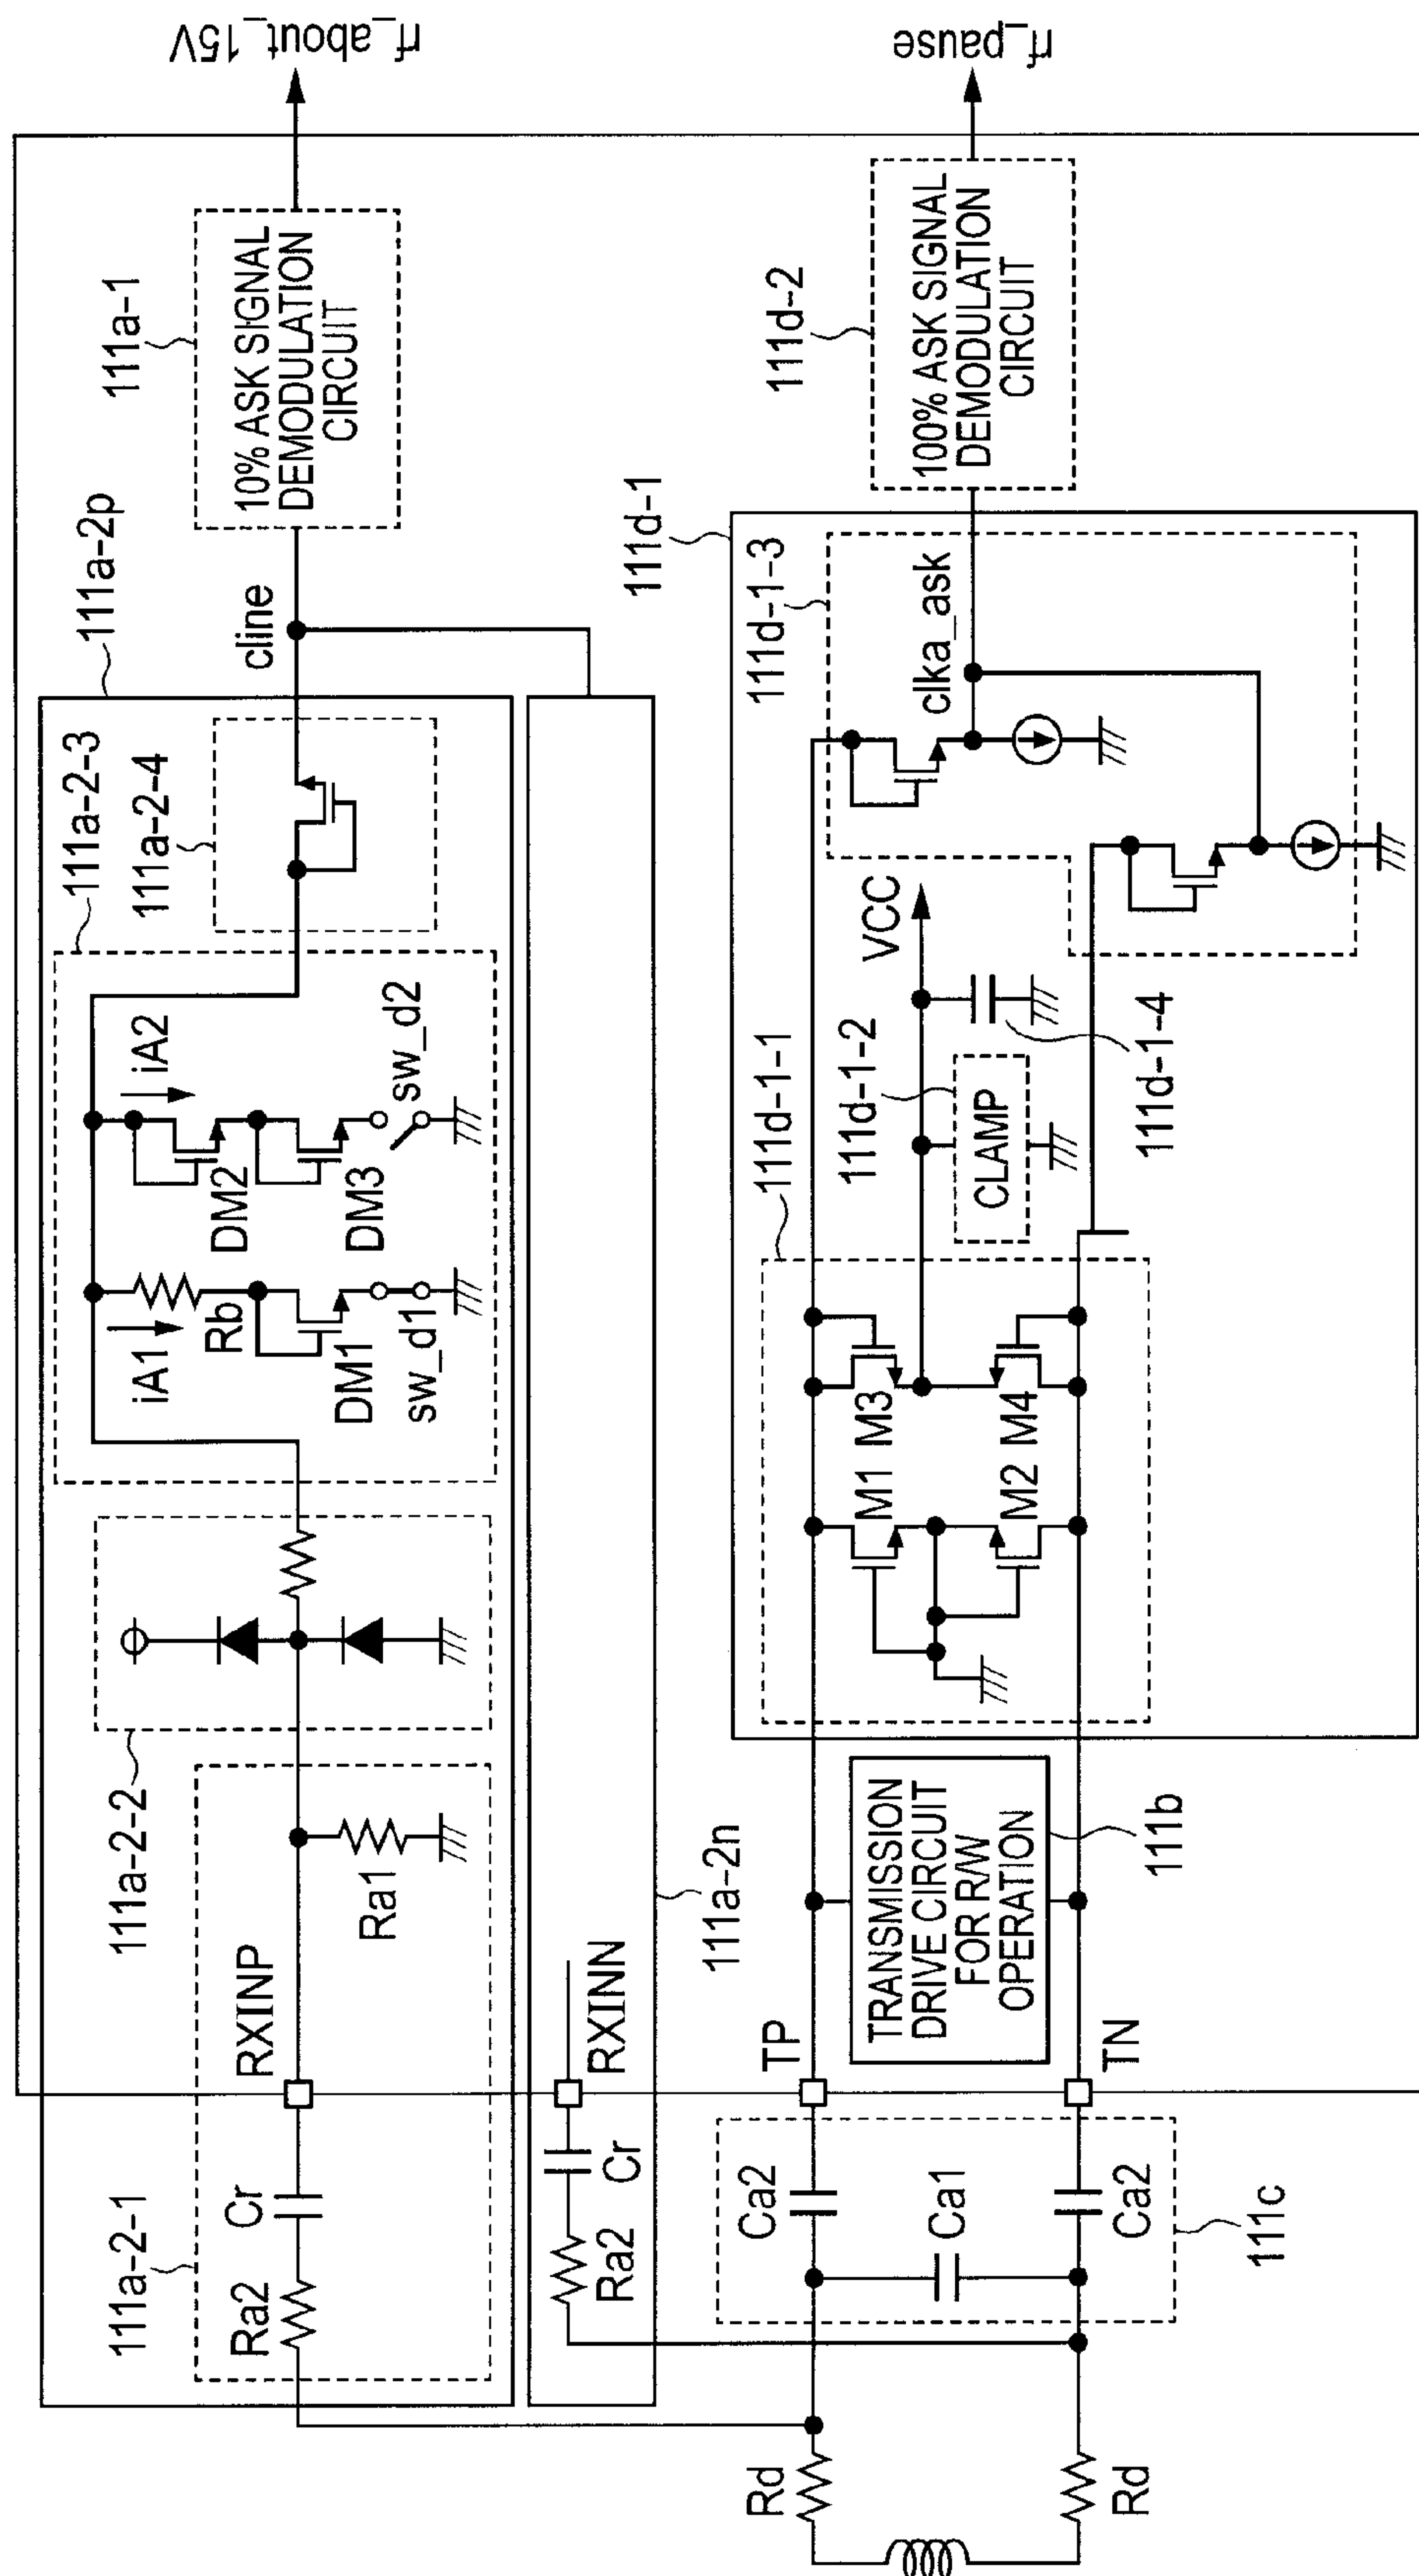 111a-2-1
Ra2
Cr
RXINP
Ra1
111a-2-2
iA1
Rb
DM1
sw_d1
iA2
DM2
DM3
sw_d2
111a-2-3
111a-2-4
111a-2p
cline
111a-1
10% ASK SIGNAL
DEMODULATION
CIRCUIT
rf_about_15V
Ra2
Cr
RXINN
111a-2n
Rd
Rd
Ca2
Ca1
Ca2
111c
TP
TN
TRANSMISSION
DRIVE CIRCUIT
FOR R/W
OPERATION
111b
M1
M3
M2
M4
111d-1-1
111d-1-2
CLAMP
VCC
111d-1-4
111d-1-3
111d-1
clka_ask
111d-2
100% ASK SIGNAL
DEMODULATION
CIRCUIT
rf_pause